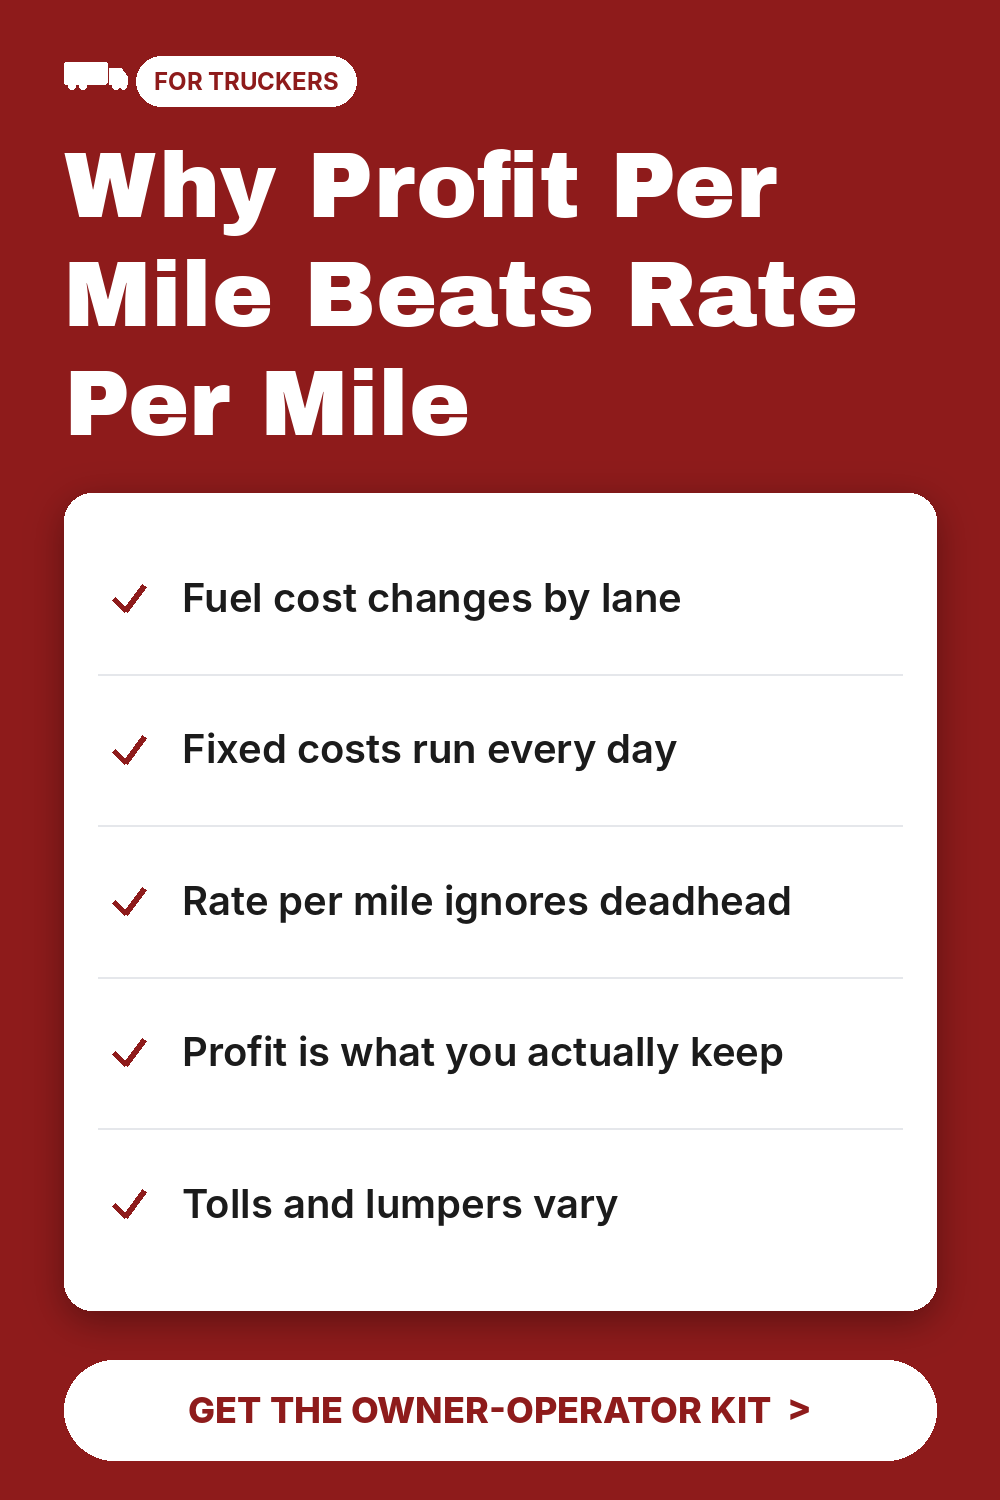 FOR TRUCKERS
Why Profit Per
Mile Beats Rate
Per Mile
Fuel cost changes by lane
Fixed costs run every day
Rate per mile ignores deadhead
Profit is what you actually keep
Tolls and lumpers vary
GET THE OWNER-OPERATOR KIT >